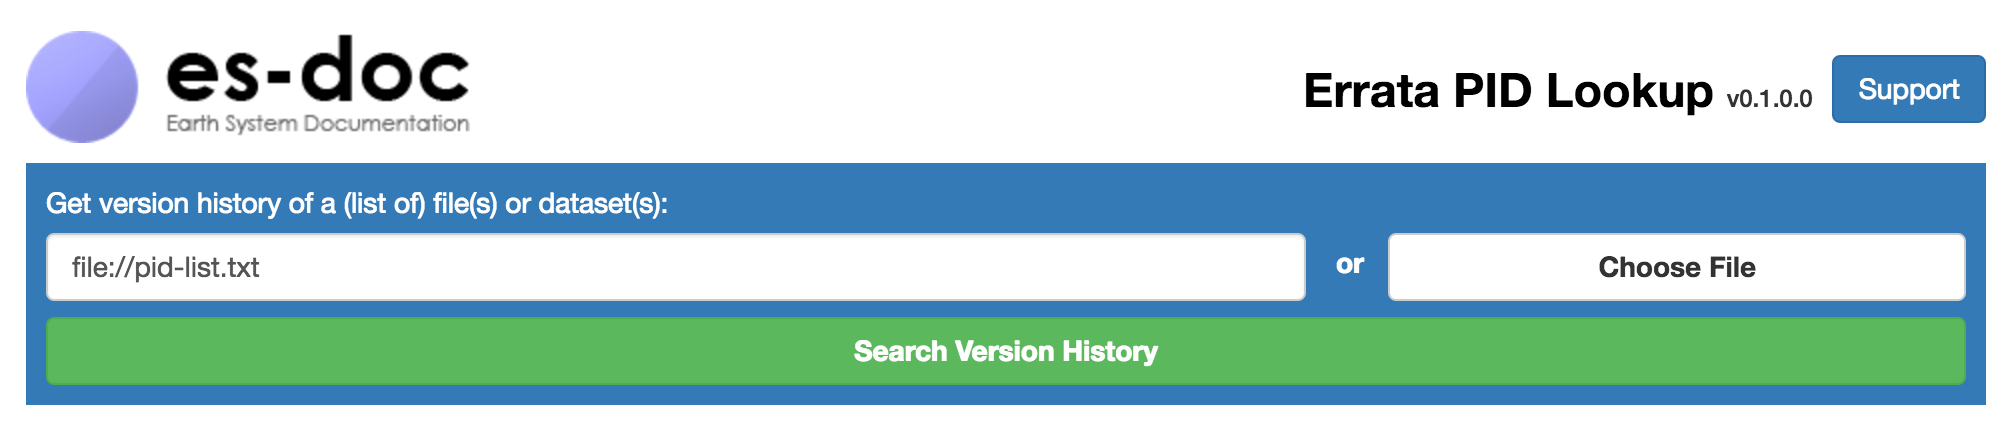 es-doc
Earth System Documentation
Errata PID Lookup v0.1.0.0
Support
Get version history of a (list of) file(s) or dataset(s):
file://pid-list.txt
or
Choose File
Search Version History